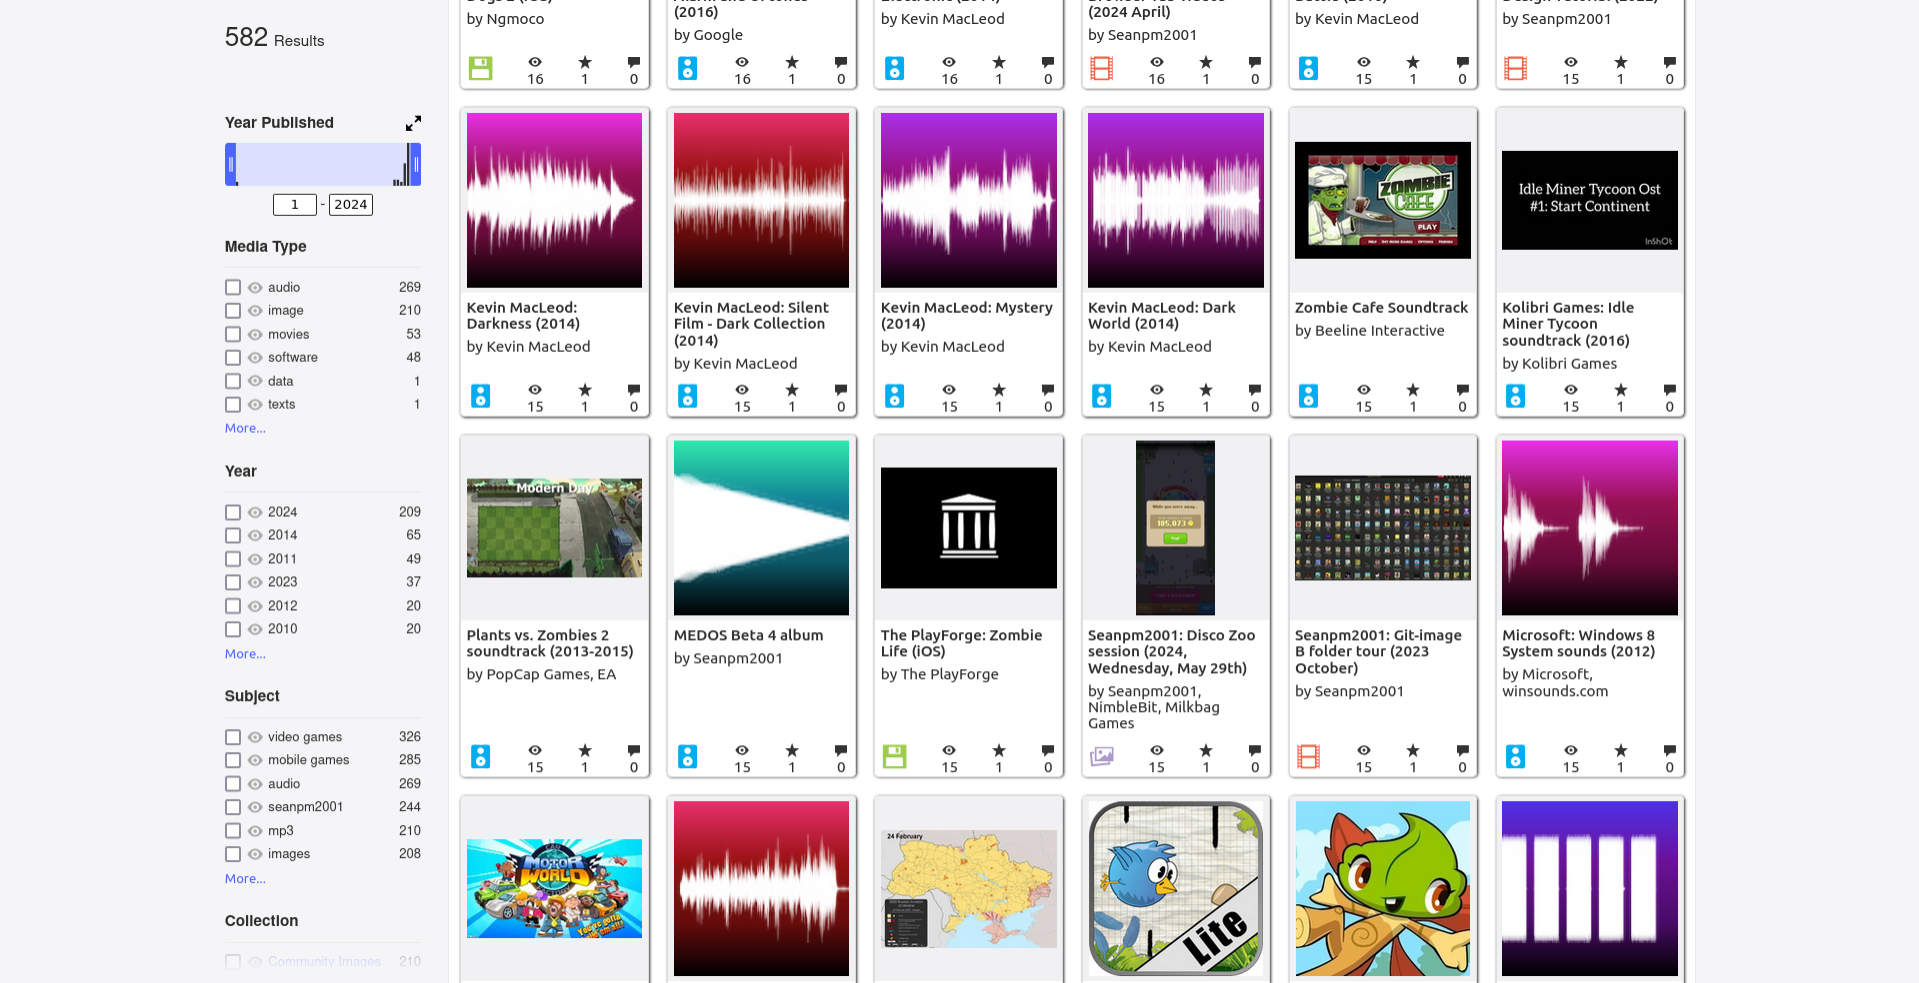 582 Results
Year Published
1 - 2024
Media Type
audio 269
image 210
movies 53
software 48
data 1
texts 1
More...
Year
2024 209
2014 65
2011 49
2023 37
2012 20
2010 20
More...
Subject
video games 326
mobile games 285
audio 269
seanpm2001 244
mp3 210
images 208
More...
Collection
Community Images 210
by Ngmoco
16 1 0
(2016)
by Google
16 1 0
by Kevin MacLeod
16 1 0
(2024 April)
by Seanpm2001
16 1 0
by Kevin MacLeod
15 1 0
by Seanpm2001
15 1 0
Kevin MacLeod:
Darkness (2014)
by Kevin MacLeod
15 1 0
Kevin MacLeod: Silent
Film - Dark Collection
(2014)
by Kevin MacLeod
15 1 0
Kevin MacLeod: Mystery
(2014)
by Kevin MacLeod
15 1 0
Kevin MacLeod: Dark
World (2014)
by Kevin MacLeod
15 1 0
ZOMBIE
CAFE
PLAY
Zombie Cafe Soundtrack
by Beeline Interactive
15 1 0
Idle Miner Tycoon Ost
#1: Start Continent
InShOt
Kolibri Games: Idle
Miner Tycoon
soundtrack (2016)
by Kolibri Games
15 1 0
Modern Day
Plants vs. Zombies 2
soundtrack (2013-2015)
by PopCap Games, EA
15 1 0
MEDOS Beta 4 album
by Seanpm2001
15 1 0
The PlayForge: Zombie
Life (iOS)
by The PlayForge
15 1 0
185,073
Seanpm2001: Disco Zoo
session (2024,
Wednesday, May 29th)
by Seanpm2001,
NimbleBit, Milkbag
Games
15 1 0
Seanpm2001: Git-image
B folder tour (2023
October)
by Seanpm2001
15 1 0
Microsoft: Windows 8
System sounds (2012)
by Microsoft,
winsounds.com
15 1 0
MOTOR
WORLD
24 February
Lite